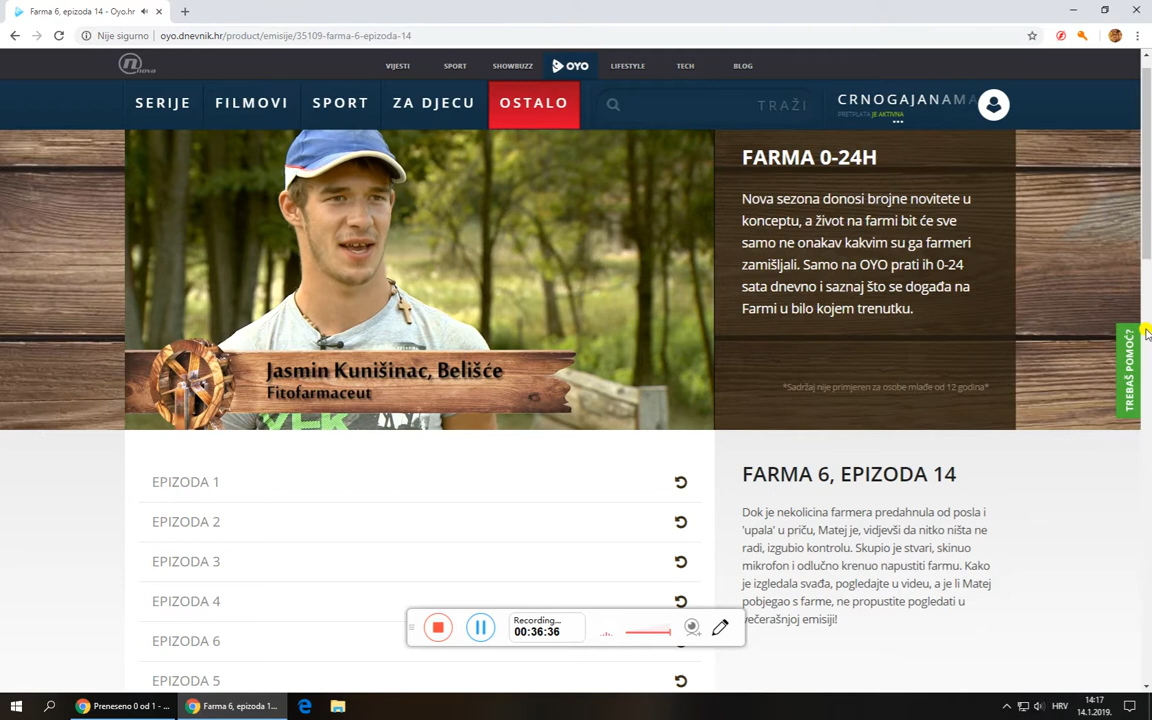 Farma 6, epizoda 14 - Oyo.hr
Nije sigurno
oyo.dnevnik.hr/product/emisije/35109-farma-6-epizoda-14
nova
VIJESTI
SPORT
SHOWBUZZ
OYO
LIFESTYLE
TECH
BLOG
SERIJE
FILMOVI
SPORT
ZA DJECU
OSTALO
TRAŽI
CRNOGAJANAMA
PRETPLATA JE AKTIVNA
Jasmin Kunišinac, Belišće
Fitofarmaceut
FARMA 0-24H
Nova sezona donosi brojne novitete u
konceptu, a život na farmi bit će sve
samo ne onakav kakvim su ga farmeri
zamišljali. Samo na OYO prati ih 0-24
sata dnevno i saznaj što se događa na
Farmi u bilo kojem trenutku.
*Sadržaj nije primjeren za osobe mlađe od 12 godina*
TREBAŠ POMOĆ?
EPIZODA 1
EPIZODA 2
EPIZODA 3
EPIZODA 4
EPIZODA 6
EPIZODA 5
FARMA 6, EPIZODA 14
Dok je nekolicina farmera predahnula od posla i
'upala' u priču, Matej je, vidjevši da nitko ništa ne
radi, izgubio kontrolu. Skupio je stvari, skinuo
mikrofon i odlučno krenuo napustiti farmu. Kako
je izgledala svađa, pogledajte u videu, a je li Matej
pobjegao s farme, ne propustite pogledati u
večerašnjoj emisiji!
Recording...
00:36:36
Preneseno 0 od 1 - ...
Farma 6, epizoda 1...
HRV
14:17
14.1.2019.